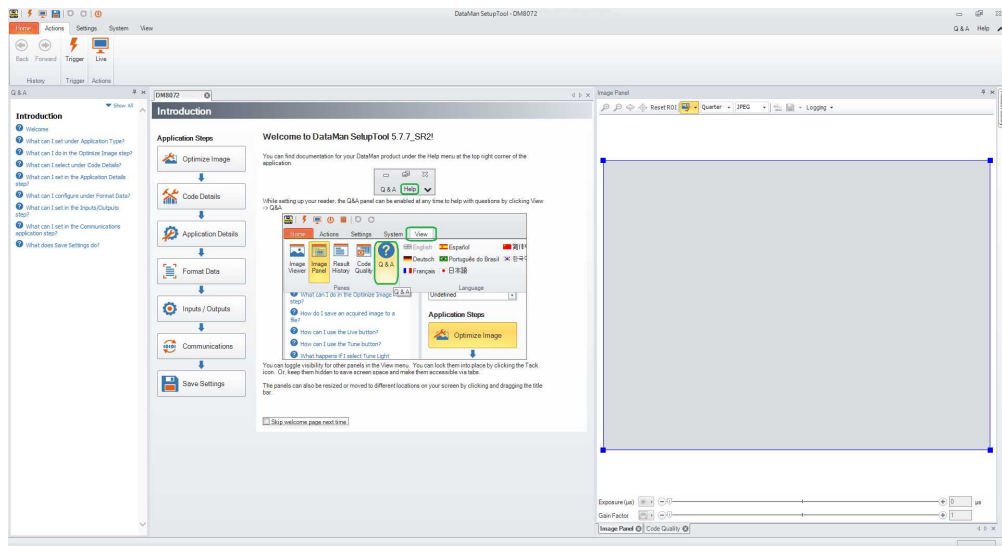 DataMan SetupTool - DM8072
Home Actions Settings System View
Q & A Help
Back Forward Trigger Live
History Trigger Actions
Q & A
Show All
Introduction
Welcome
What can I set under Application Type?
What can I do in the Optimize Image step?
What can I select under Code Details?
What can I set in the Application Details
step?
What can I configure under Format Data?
What can I set in the Inputs/Outputs
step?
What can I set in the Communications
application step?
What does Save Settings do?
DM8072
Introduction
Application Steps
Optimize Image
Code Details
Application Details
Format Data
Inputs / Outputs
Communications
Save Settings
Welcome to DataMan SetupTool 5.7.7_SR2!
You can find documentation for your DataMan product under the Help menu at the top right corner of the
application
Q & A Help
While setting up your reader, the Q&A panel can be enabled at any time to help with questions by clicking View
-> Q&A
Home Actions Settings System View
Image Viewer
Image Panel
Result History
Code Quality
Q & A
English Español
Deutsch Português do Brasil
Français 日本語
Panes Language
Q & A
What can I do in the Optimize Image
step?
How do I save an acquired image to a
file?
How can I use the Live button?
How can I use the Tune button?
What happens if I select Tune Light
Undefined
Application Steps
Optimize Image
You can toggle visibility for other panels in the View menu. You can lock them into place by clicking the Tack
icon. Or, keep them hidden to save screen space and make them accessible via tabs.
The panels can also be resized or moved to different locations on your screen by clicking and dragging the title
bar.
Skip welcome page next time
Image Panel
Reset ROI Quarter JPEG Logging
Exposure (µs) 0 µs
Gain Factor 1
Image Panel Code Quality